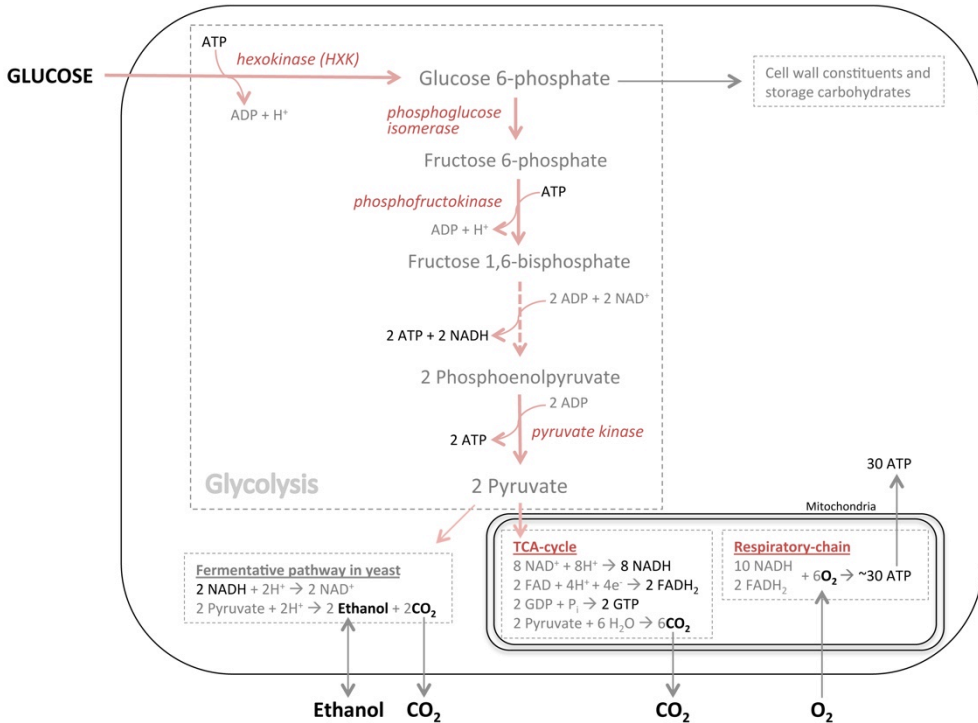 ATP
hexokinase (HXK)
GLUCOSE
Glucose 6-phosphate
Cell wall constituents and
storage carbohydrates
ADP + H⁺
phosphoglucose
isomerase
Fructose 6-phosphate
ATP
phosphofructokinase
ADP + H⁺
Fructose 1,6-bisphosphate
2 ADP + 2 NAD⁺
2 ATP + 2 NADH
2 Phosphoenolpyruvate
2 ADP
2 ATP
pyruvate kinase
Glycolysis
2 Pyruvate
30 ATP
Mitochondria
Fermentative pathway in yeast
2 NADH + 2H⁺ → 2 NAD⁺
2 Pyruvate + 2H⁺ → 2 Ethanol + 2CO₂
TCA-cycle
8 NAD⁺ + 8H⁺ → 8 NADH
2 FAD + 4H⁺ + 4e⁻ → 2 FADH₂
2 GDP + Pᵢ → 2 GTP
2 Pyruvate + 6 H₂O → 6CO₂
Respiratory-chain
10 NADH
2 FADH₂
+ 6O₂ → ~30 ATP
Ethanol
CO₂
CO₂
O₂